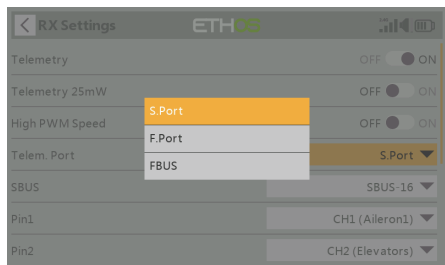 RX Settings
ETHOS
Telemetry OFF ON
Telemetry 25mW OFF ON
High PWM Speed OFF ON
Telem. Port S.Port
S.Port
F.Port
FBUS
SBUS SBUS-16
Pin1 CH1 (Aileron1)
Pin2 CH2 (Elevators)